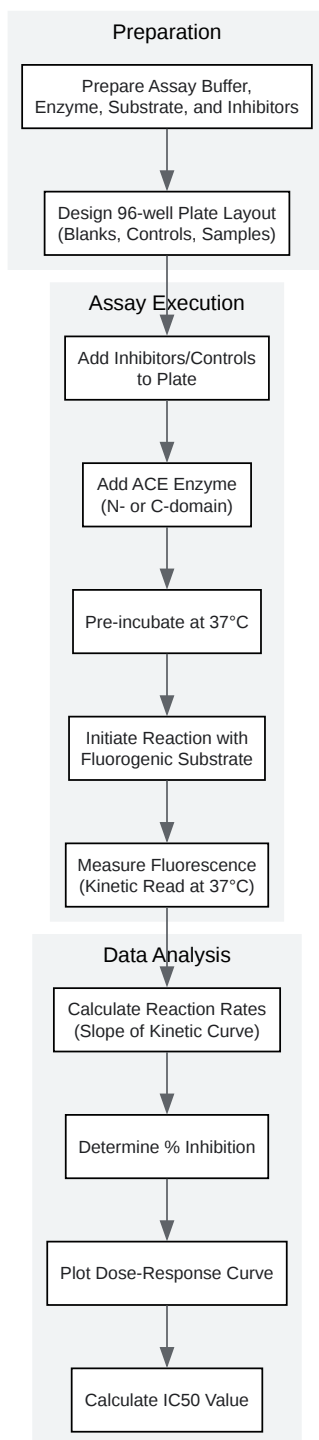 Preparation
Prepare Assay Buffer,
Enzyme, Substrate, and Inhibitors
Design 96-well Plate Layout
(Blanks, Controls, Samples)
Assay Execution
Add Inhibitors/Controls
to Plate
Add ACE Enzyme
(N- or C-domain)
Pre-incubate at 37°C
Initiate Reaction with
Fluorogenic Substrate
Measure Fluorescence
(Kinetic Read at 37°C)
Data Analysis
Calculate Reaction Rates
(Slope of Kinetic Curve)
Determine % Inhibition
Plot Dose-Response Curve
Calculate IC50 Value